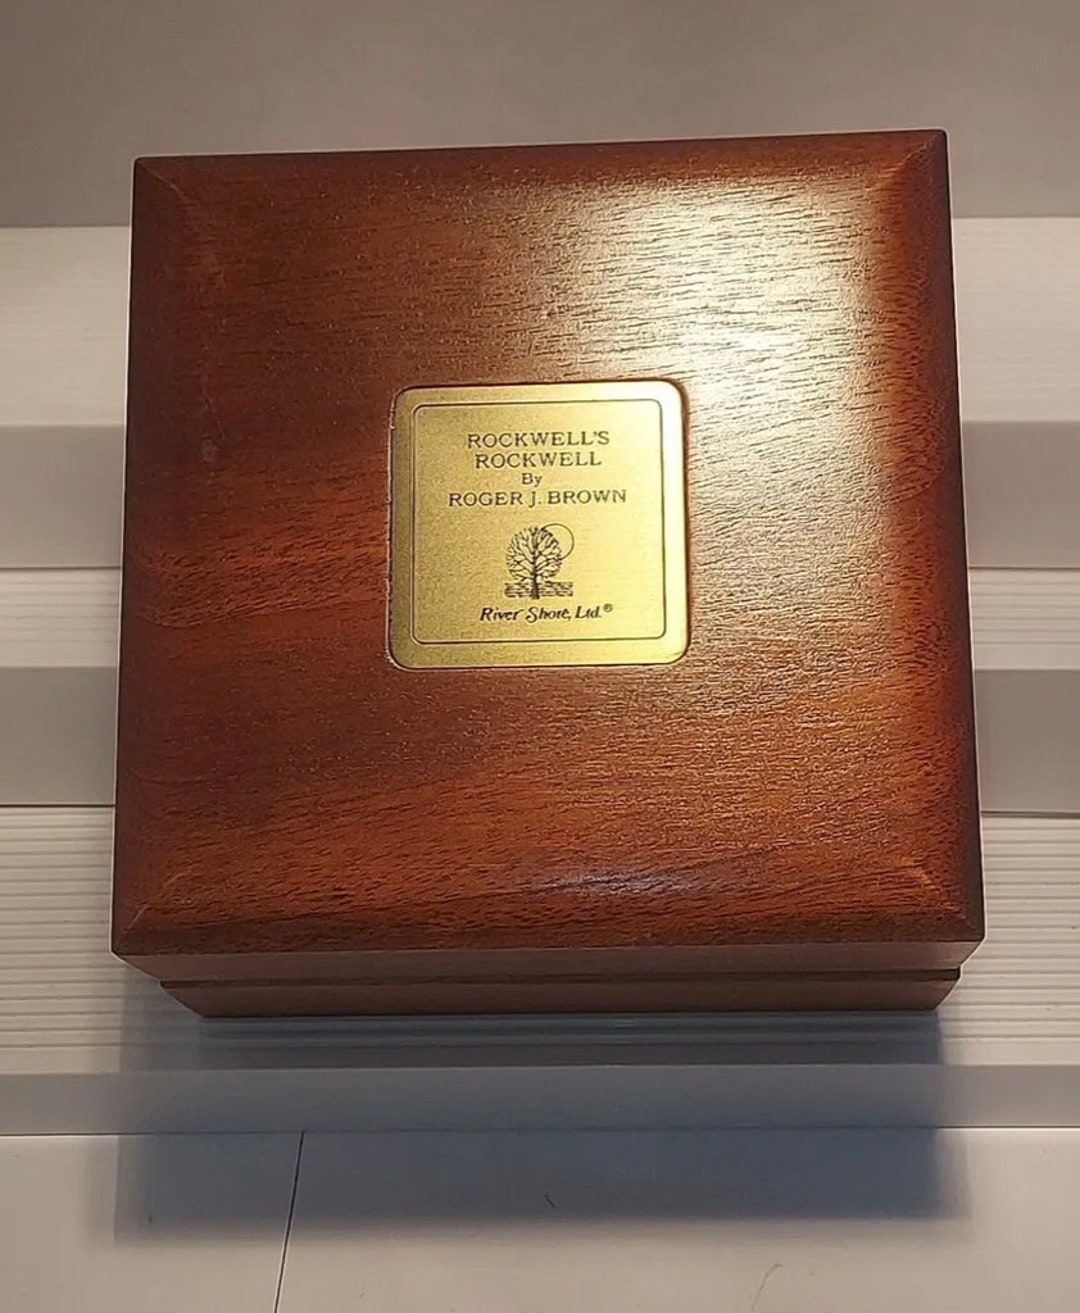 ROCKWELL'S
ROCKWELL
By
ROGER J. BROWN
River Shore, Ltd.®